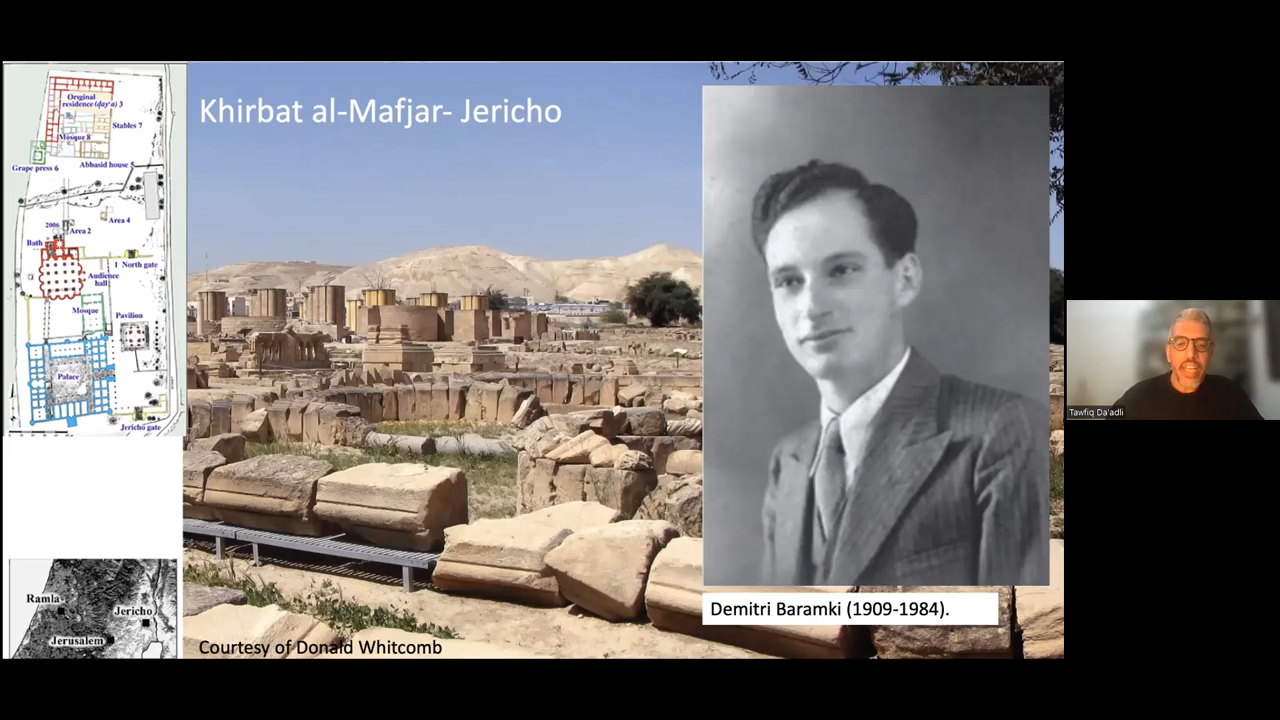 Khirbat al-Mafjar- Jericho
Original
residence (day'a) 3
Stables 7
Mosque 8
Grape press 6
Abbasid house 5
2006
Area 2
Area 4
Bath
1 North gate
Audience
hall
Mosque
Pavilion
Palace
Jericho gate
Ramla
Jericho
Jerusalem
Courtesy of Donald Whitcomb
Demitri Baramki (1909-1984).
Tawfiq Da'adli